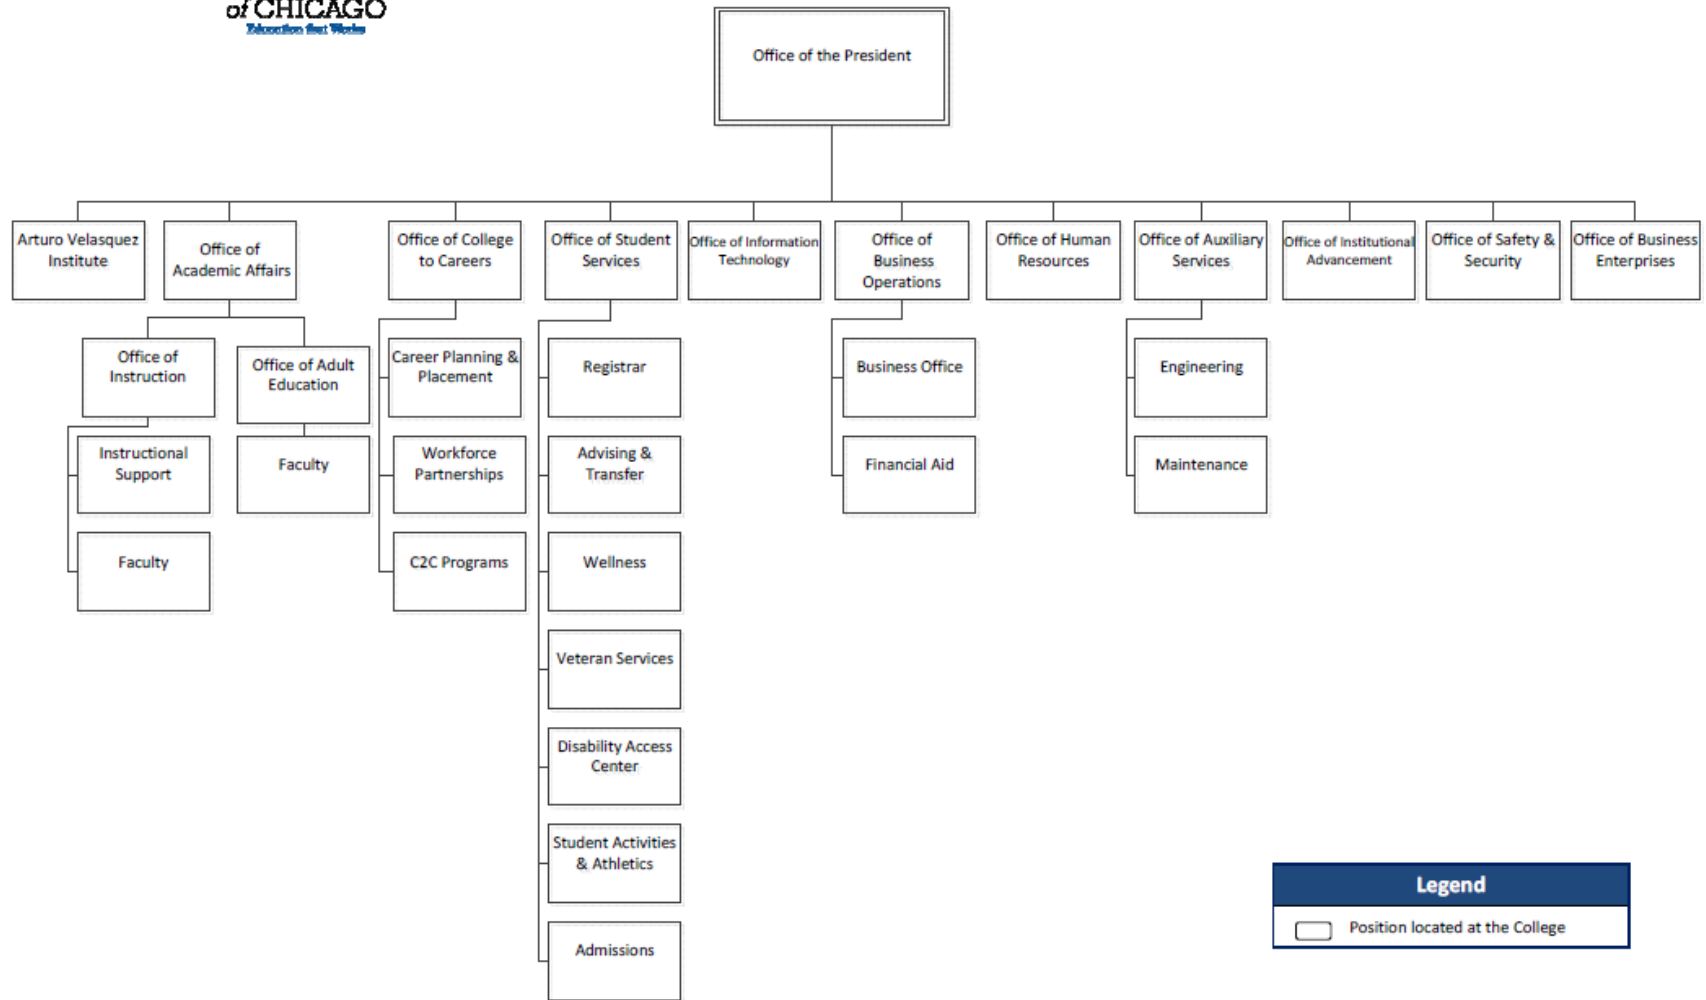 of CHICAGO
Education that Works
Office of the President
Arturo Velasquez
Institute
Office of
Academic Affairs
Office of College
to Careers
Office of Student
Services
Office of Information
Technology
Office of
Business
Operations
Office of Human
Resources
Office of Auxiliary
Services
Office of Institutional
Advancement
Office of Safety &
Security
Office of Business
Enterprises
Office of
Instruction
Office of Adult
Education
Career Planning &
Placement
Registrar
Business Office
Engineering
Instructional
Support
Faculty
Workforce
Partnerships
Advising &
Transfer
Financial Aid
Maintenance
Faculty
C2C Programs
Wellness
Veteran Services
Disability Access
Center
Student Activities
& Athletics
Admissions
Legend
Position located at the College